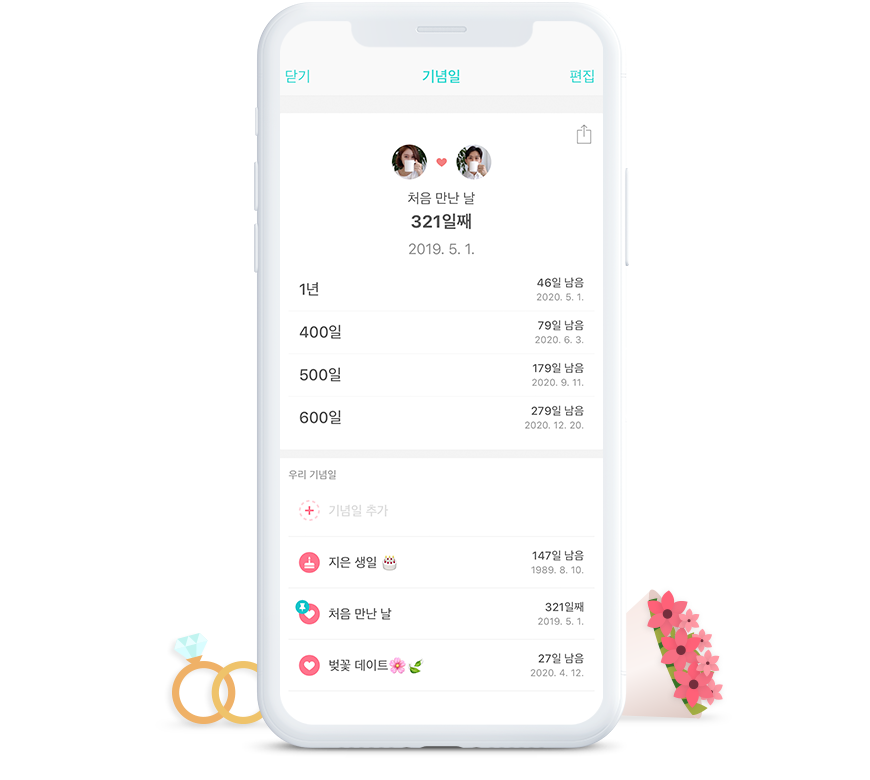 닫기 기념일 편집
처음 만난 날
321일째
2019. 5. 1.
1년 46일 남음
2020. 5. 1.
400일 79일 남음
2020. 6. 3.
500일 179일 남음
2020. 9. 11.
600일 279일 남음
2020. 12. 20.
우리 기념일
기념일 추가
지은 생일 🎂 147일 남음
1989. 8. 10.
처음 만난 날 321일째
2019. 5. 1.
벚꽃 데이트🌸🍃 27일 남음
2020. 4. 12.